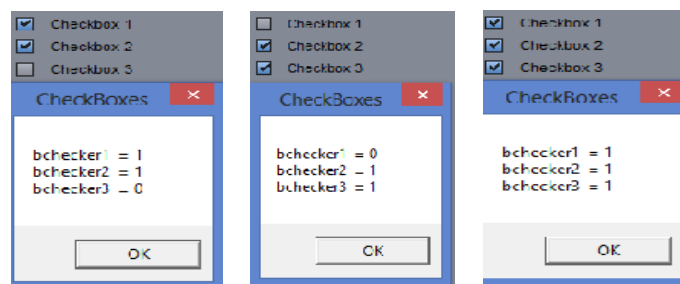 Checkbox 1
Checkbox 2
Checkbox 3
CheckBoxes
bchecker1 = 1
bchecker2 = 1
bchecker3 = 0
OK
Checkbox 1
Checkbox 2
Checkbox 3
CheckBoxes
bchecker1 = 0
bchecker2 = 1
bchecker3 = 1
OK
Checkbox 1
Checkbox 2
Checkbox 3
CheckBoxes
bchecker1 = 1
bchecker2 = 1
bchecker3 = 1
OK